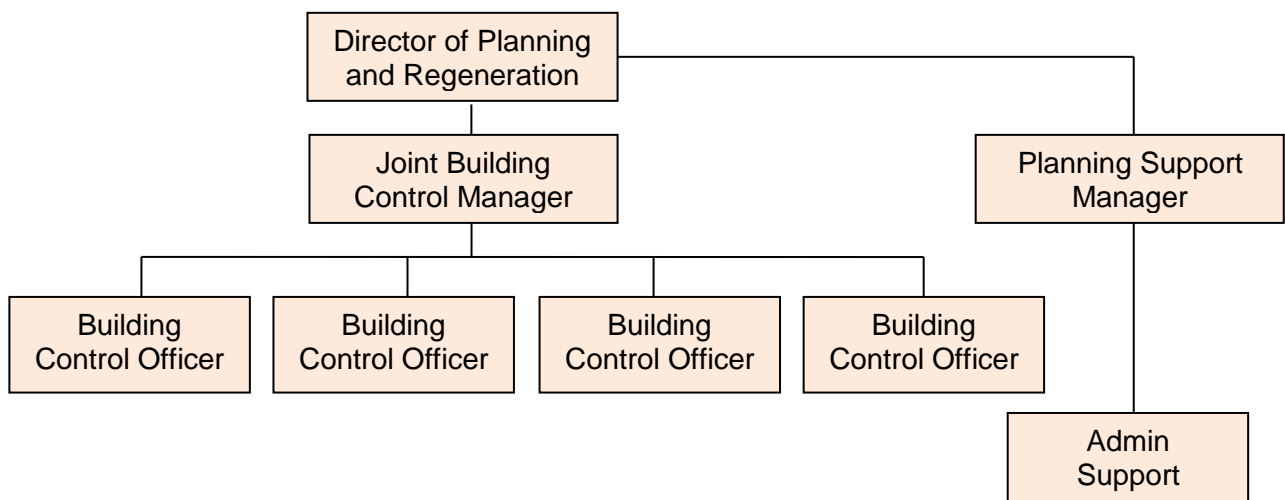 Director of Planning
and Regeneration
Joint Building
Control Manager
Planning Support
Manager
Building
Control Officer
Building
Control Officer
Building
Control Officer
Building
Control Officer
Admin
Support